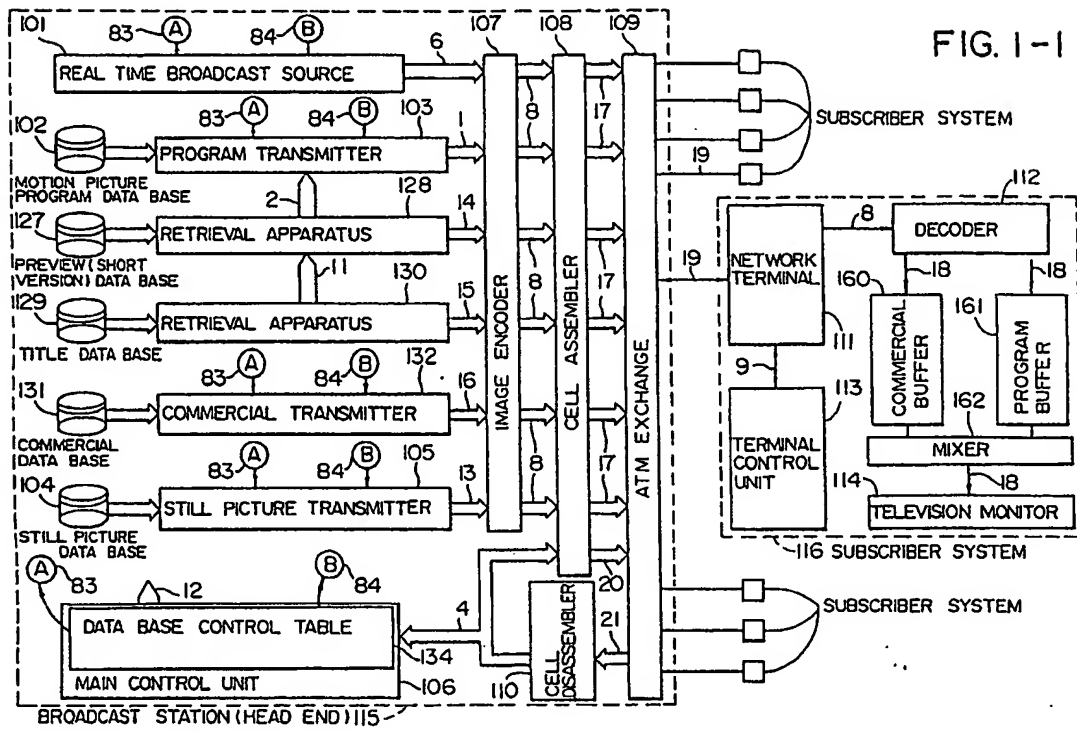 FIG. 1-1
101
83
A
84
B
6
107
108
109
REAL TIME BROADCAST SOURCE
8
17
102
83
A
84
B
103
1
8
17
PROGRAM TRANSMITTER
MOTION PICTURE
PROGRAM DATA BASE
2
128
127
14
RETRIEVAL APPARATUS
8
17
PREVIEW (SHORT
VERSION) DATA BASE
11
130
129
15
RETRIEVAL APPARATUS
8
17
TITLE DATA BASE
83
A
84
B
132
131
16
COMMERCIAL TRANSMITTER
8
17
COMMERCIAL
DATA BASE
83
A
84
B
105
104
13
STILL PICTURE TRANSMITTER
8
17
STILL PICTURE
DATA BASE
IMAGE ENCODER
CELL ASSEMBLER
ATM EXCHANGE
A
83
12
B
84
4
20
21
DATA BASE CONTROL TABLE
134
MAIN CONTROL UNIT
106
110
CELL
DISASSEMBLER
BROADCAST STATION (HEAD END) 115
SUBSCRIBER SYSTEM
19
112
8
DECODER
19
NETWORK
TERMINAL
111
18
18
160
161
COMMERCIAL
BUFFER
PROGRAM
BUFFER
9
113
162
TERMINAL
CONTROL
UNIT
MIXER
114
18
TELEVISION MONITOR
116 SUBSCRIBER SYSTEM
SUBSCRIBER SYSTEM